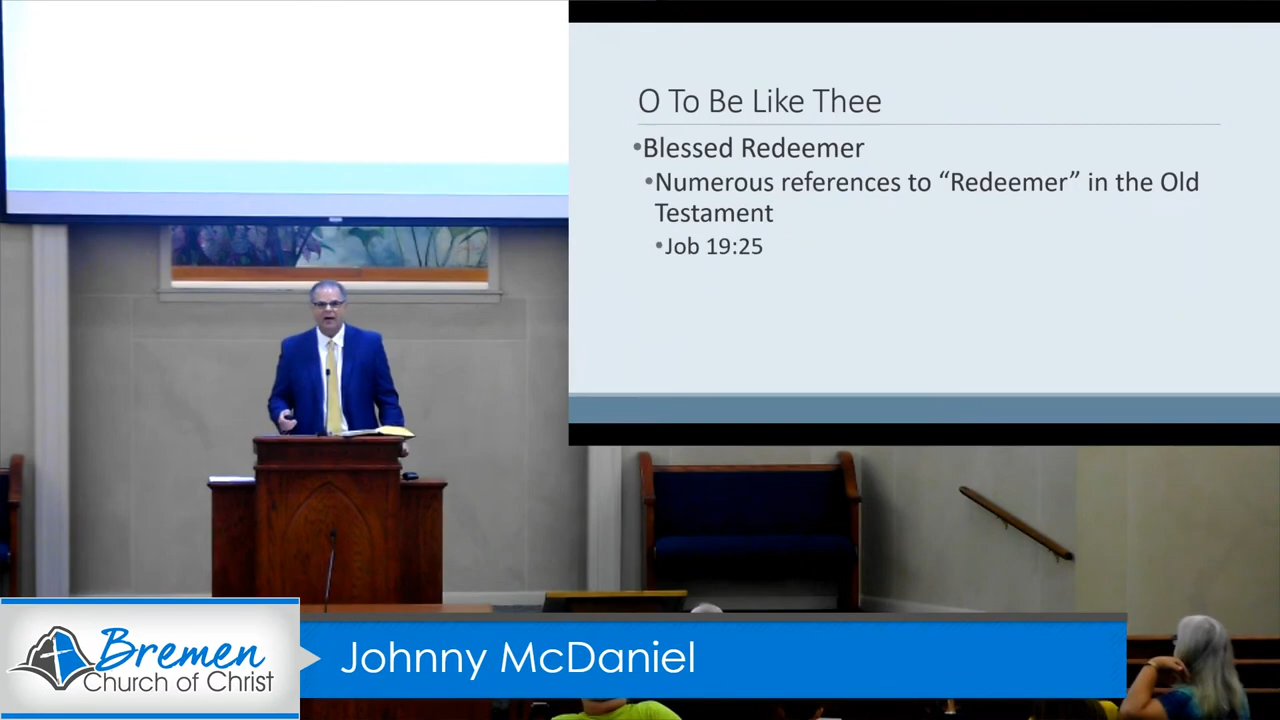 O To Be Like Thee
•Blessed Redeemer
•Numerous references to “Redeemer” in the Old
Testament
•Job 19:25
Bremen
Church of Christ
Johnny McDaniel